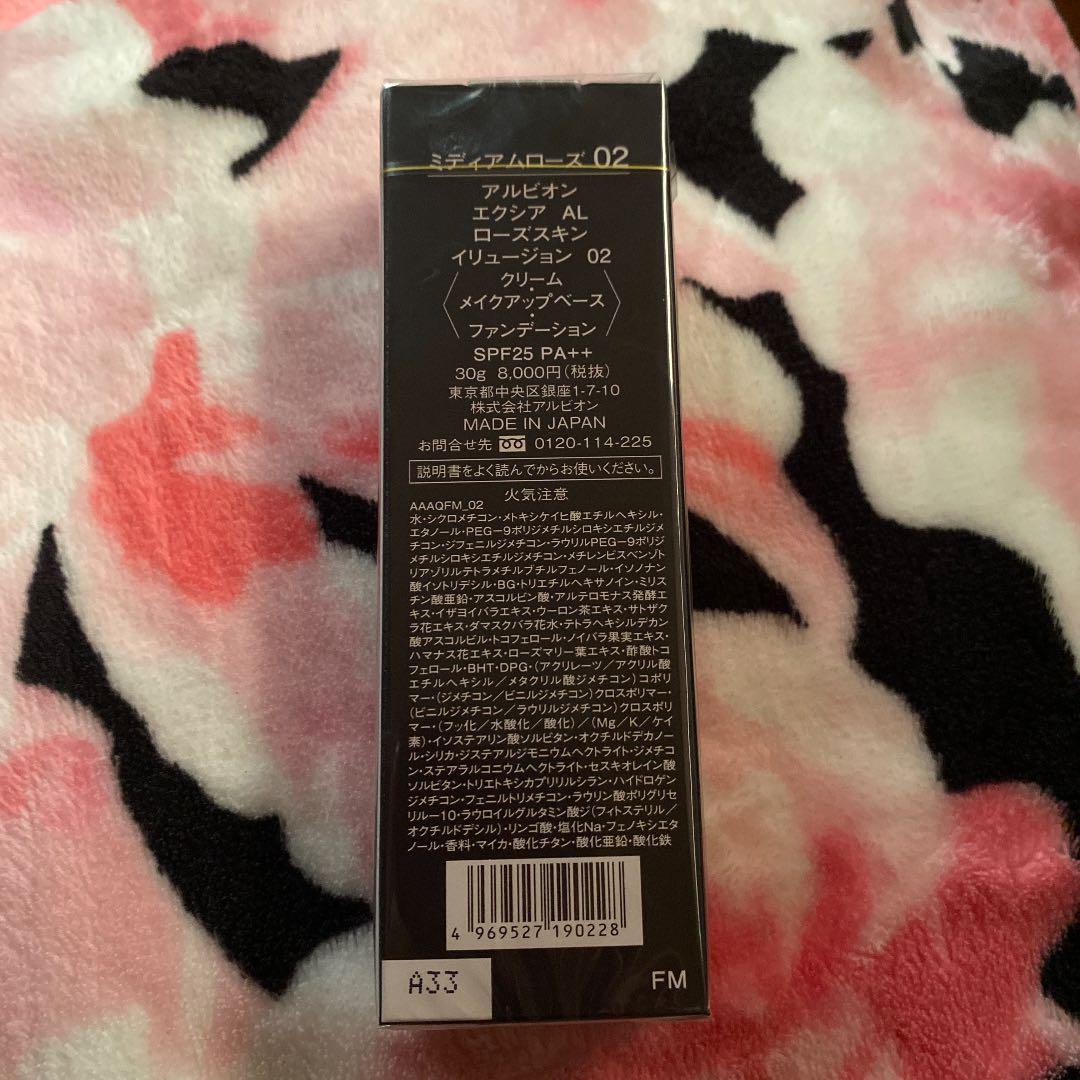 ミディアムローズ 02
アルビオン
エクシア AL
ローズスキン
イリュージョン 02
クリーム
・
メイクアップベース
・
ファンデーション
SPF25 PA++
30g 8,000円(税抜)
東京都中央区銀座1-7-10
株式会社アルビオン
MADE IN JAPAN
お問合せ先 0120-114-225
説明書をよく読んでからお使いください。
火気注意
AAAQFM_02
水・シクロメチコン・メトキシケイヒ酸エチルヘキシル・
エタノール・PEG-9ポリジメチルシロキシエチルジメ
チコン・ジフェニルジメチコン・ラウリルPEG-9ポリジ
メチルシロキシエチルジメチコン・メチレンビスベンゾト
リアゾリルテトラメチルブチルフェノール・イソノナン
酸イソトリデシル・BG・トリエチルヘキサノイン・ミリス
チン酸亜鉛・アスコルビン酸・アルテロモナス発酵エ
キス・イザヨイバラエキス・ウーロン茶エキス・サトザク
ラ花エキス・ダマスクバラ花水・テトラヘキシルデカン
酸アスコルビル・トコフェロール・ノイバラ果実エキス・
ハマナス花エキス・ローズマリー葉エキス・酢酸トコ
フェロール・BHT・DPG・(アクリレーツ/アクリル酸
エチルヘキシル/メタクリル酸ジメチコン)コポリ
マー・(ジメチコン/ビニルジメチコン)クロスポリマー・
(ビニルジメチコン/ラウリルジメチコン)クロスポリ
マー・(フッ化/水酸化/酸化)/(Mg/K/ケイ
素)・イソステアリン酸ソルビタン・オクチルドデカノー
ル・シリカ・ジステアルジモニウムヘクトライト・ジメチコ
ン・ステアラルコニウムヘクトライト・セスキオレイン酸
ソルビタン・トリエトキシカプリリルシラン・ハイドロゲン
ジメチコン・フェニルトリメチコン・ラウリン酸ポリグリセ
リル-10・ラウロイルグルタミン酸ジ(フィトステリル/
オクチルドデシル)・リンゴ酸・塩化Na・フェノキシエタ
ノール・香料・マイカ・酸化チタン・酸化亜鉛・酸化鉄
4 969527 190228
A33
FM